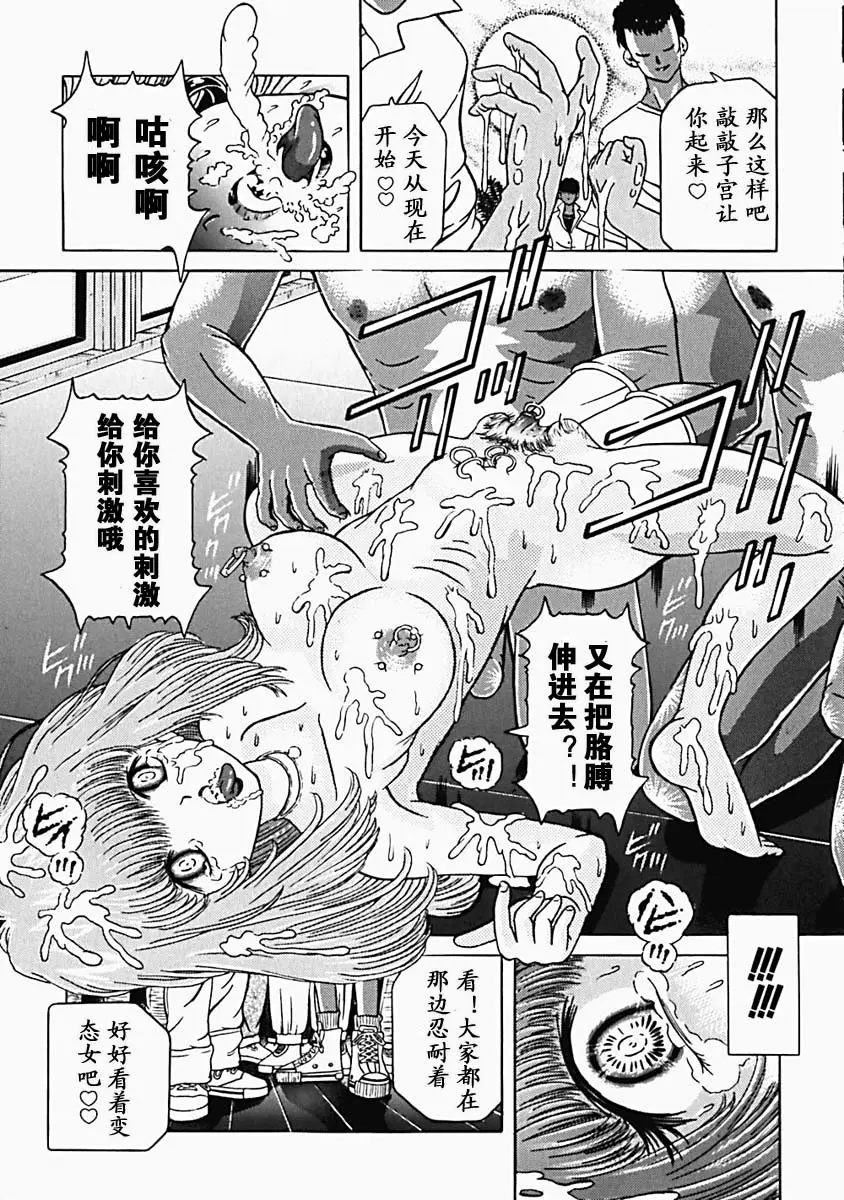 那么这样吧
敲敲子宫让
你起来♡
今天从现在
开始♡♡
咕咳啊
啊啊
给你喜欢的刺激
给你刺激哦
又在把胳膊
伸进去？！
!!!
!!!
看！大家都在
那边忍耐着
好好看着变
态女吧♡♡